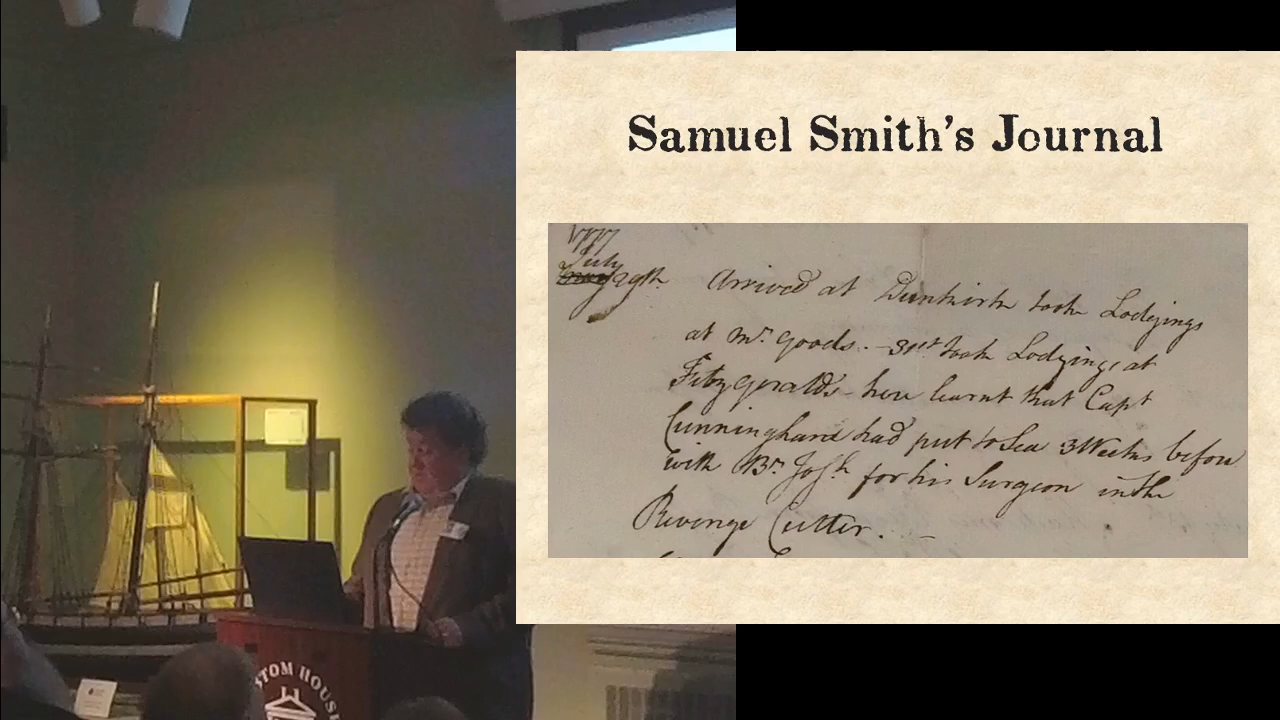 Samuel Smith's Journal
1777
July
29th Arrived at Dunkirk took Lodgings
at Mr. Goods. - 31st took Lodgings at
Fitzgeralds - here learnt that Capt
Cunningham had put to Sea 3 Weeks before
with Br. Josh. for his Surgeon in the
Revenge Cutter. -
STOM HOUSE